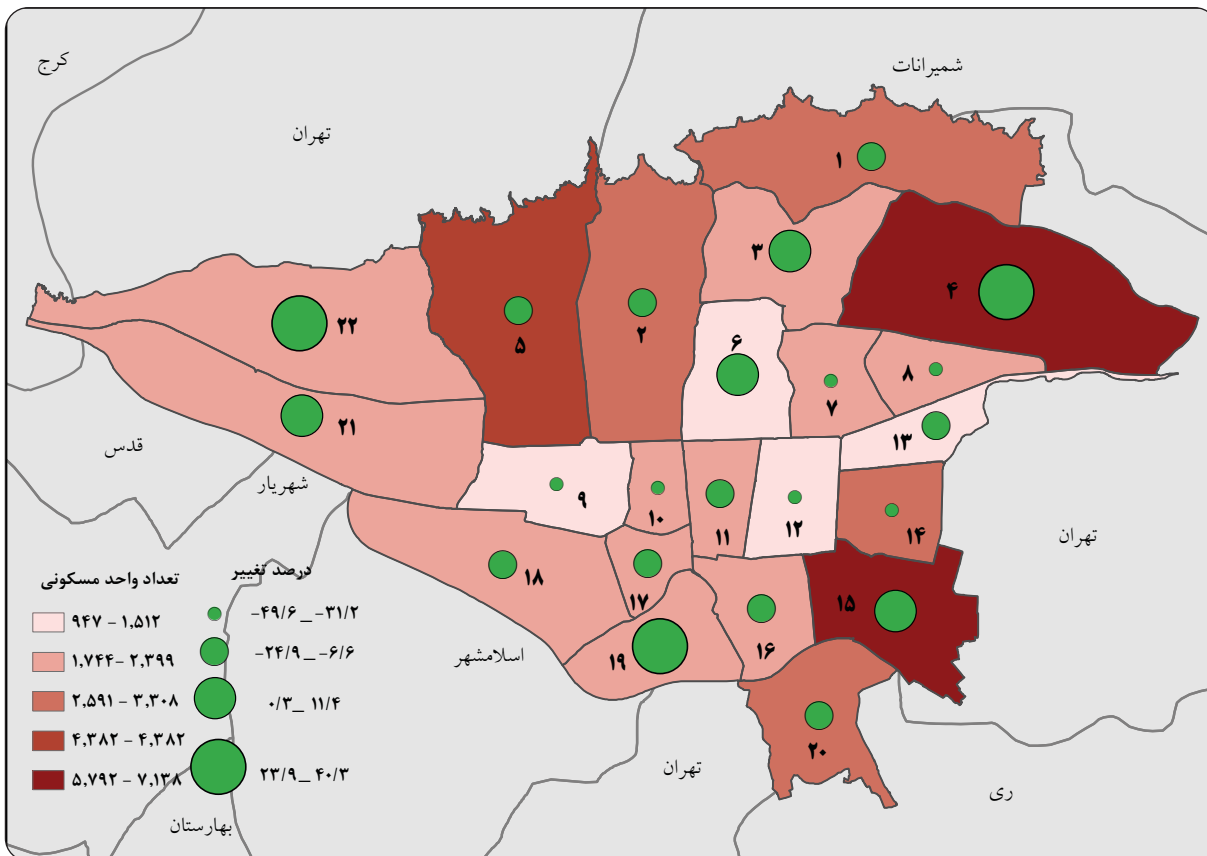 کرج
شمیرانات
تهران
۱
۳
۴
۲۲
۵
۲
۶
۷
۸
۲۱
۱۳
قدس
شهریار
۹
۱۰
۱۱
۱۲
۱۴
تهران
۱۸
۱۷
۱۶
۱۵
۱۹
اسلامشهر
۲۰
تهران
ری
بهارستان
تعداد واحد مسکونی
۹۴۷ – ۱,۵۱۲
۱,۷۴۴– ۲,۳۹۹
۲,۵۹۱ – ۳,۳۰۸
۴,۳۸۲ – ۴,۳۸۲
۵,۷۹۲ – ۷,۱۳۸
درصد تغییر
-۴۹/۶ _ -۳۱/۲
-۲۴/۹ _ -۶/۶
۰/۳ _ ۱۱/۴
۲۳/۹ _ ۴۰/۳